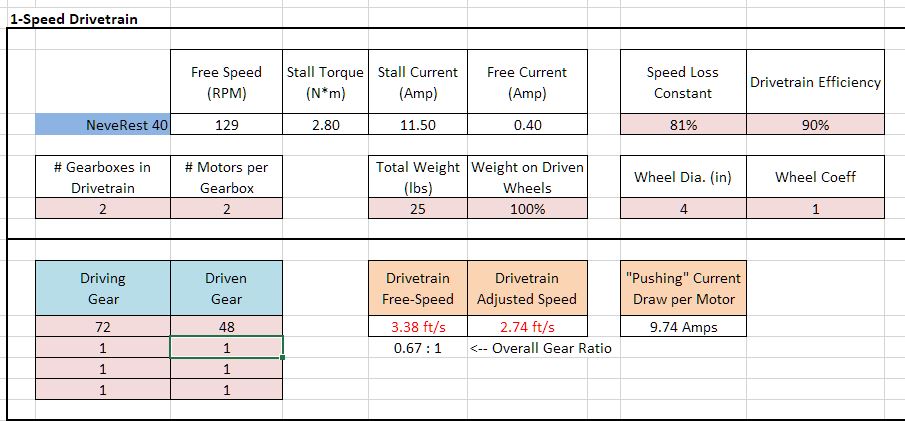 1-Speed Drivetrain
Free Speed Stall Torque Stall Current Free Current Speed Loss Drivetrain Efficiency
(RPM) (N*m) (Amp) (Amp) Constant
NeveRest 40 129 2.80 11.50 0.40 81% 90%
# Gearboxes in # Motors per Total Weight Weight on Driven Wheel Dia. (in) Wheel Coeff
Drivetrain Gearbox (lbs) Wheels
2 2 25 100% 4 1
Driving Driven Drivetrain Drivetrain "Pushing" Current
Gear Gear Free-Speed Adjusted Speed Draw per Motor
72 48 3.38 ft/s 2.74 ft/s 9.74 Amps
1 1 0.67 : 1 <-- Overall Gear Ratio
1 1
1 1